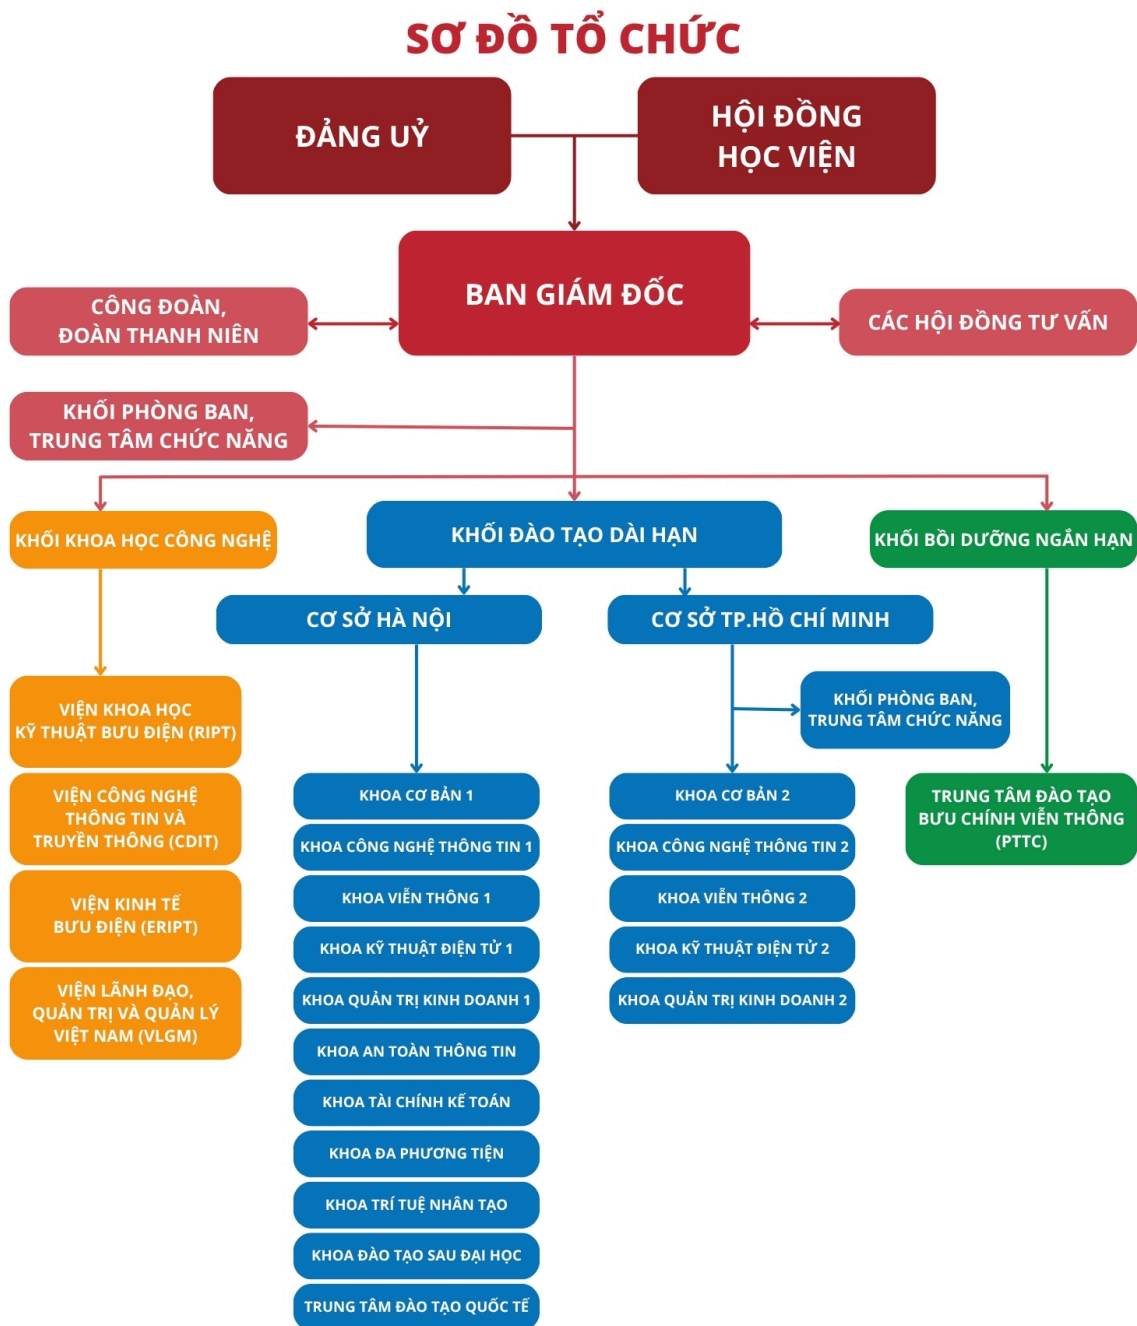 SƠ ĐỒ TỔ CHỨC
ĐẢNG UỶ
HỘI ĐỒNG
HỌC VIỆN
BAN GIÁM ĐỐC
CÔNG ĐOÀN,
ĐOÀN THANH NIÊN
CÁC HỘI ĐỒNG TƯ VẤN
KHỐI PHÒNG BAN,
TRUNG TÂM CHỨC NĂNG
KHỐI KHOA HỌC CÔNG NGHỆ
KHỐI ĐÀO TẠO DÀI HẠN
KHỐI BỒI DƯỠNG NGẮN HẠN
CƠ SỞ HÀ NỘI
CƠ SỞ TP.HỒ CHÍ MINH
VIỆN KHOA HỌC
KỸ THUẬT BƯU ĐIỆN (RIPT)
VIỆN CÔNG NGHỆ
THÔNG TIN VÀ
TRUYỀN THÔNG (CDIT)
VIỆN KINH TẾ
BƯU ĐIỆN (ERIPT)
VIỆN LÃNH ĐẠO,
QUẢN TRỊ VÀ QUẢN LÝ
VIỆT NAM (VLGM)
KHOA CƠ BẢN 1
KHOA CÔNG NGHỆ THÔNG TIN 1
KHOA VIỄN THÔNG 1
KHOA KỸ THUẬT ĐIỆN TỬ 1
KHOA QUẢN TRỊ KINH DOANH 1
KHOA AN TOÀN THÔNG TIN
KHOA TÀI CHÍNH KẾ TOÁN
KHOA ĐA PHƯƠNG TIỆN
KHOA TRÍ TUỆ NHÂN TẠO
KHOA ĐÀO TẠO SAU ĐẠI HỌC
TRUNG TÂM ĐÀO TẠO QUỐC TẾ
KHỐI PHÒNG BAN,
TRUNG TÂM CHỨC NĂNG
KHOA CƠ BẢN 2
KHOA CÔNG NGHỆ THÔNG TIN 2
KHOA VIỄN THÔNG 2
KHOA KỸ THUẬT ĐIỆN TỬ 2
KHOA QUẢN TRỊ KINH DOANH 2
TRUNG TÂM ĐÀO TẠO
BƯU CHÍNH VIỄN THÔNG
(PTTC)